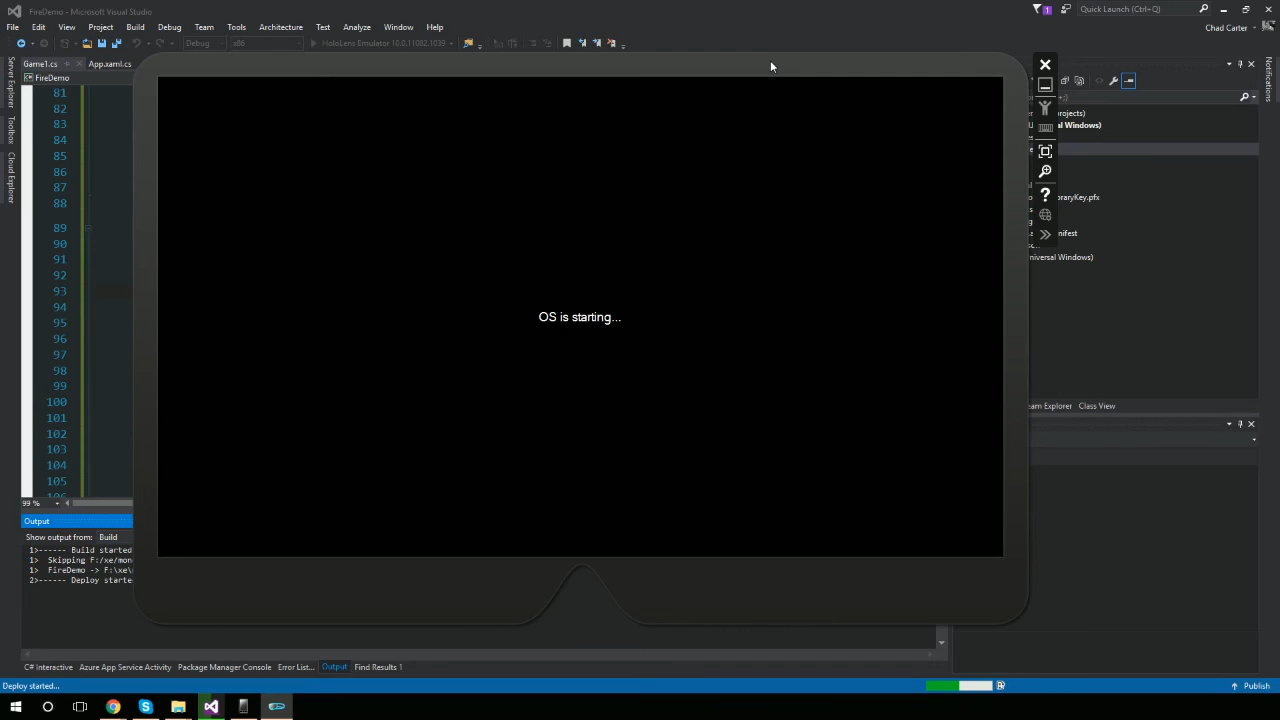 FireDemo - Microsoft Visual Studio
1
Quick Launch (Ctrl+Q)
File Edit View Project Build Debug Team Tools Architecture Test Analyze Window Help
Chad Carter
Debug x86 HoloLens Emulator 10.0.11082.1039
Game1.cs App.xaml.cs
FireDemo
Server Explorer
Toolbox
Cloud Explorer
Notifications
81
82
83
84
85
86
87
88
89
90
91
92
93
94
95
96
97
98
99
100
101
102
103
104
105
106
OS is starting...
?
projects)
al Windows)
raryKey.pfx
anifest
niversal Windows)
eam Explorer Class View
99 %
Output
Show output from: Build
1>------ Build started
1> Skipping F:/xe/mon
1> FireDemo -> F:\xe\
2>------ Deploy starte
C# Interactive Azure App Service Activity Package Manager Console Error List... Output Find Results 1
Deploy started...
Publish